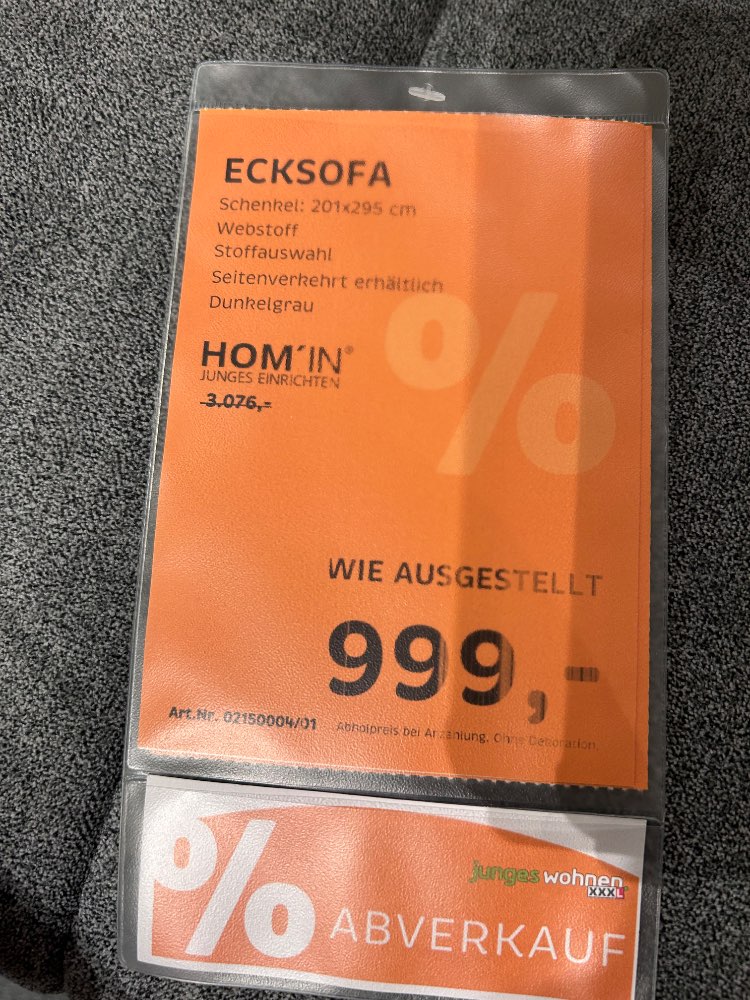 ECKSOFA
Schenkel: 201x295 cm
Webstoff
Stoffauswahl
Seitenverkehrt erhältlich
Dunkelgrau
%
HOM´IN®
JUNGES EINRICHTEN
3.076,-
WIE AUSGESTELLT
999,-
Art.Nr. 02150004/01
Abholpreis bei Anzahlung. Ohne Dekoration.
junges wohnen
XXXL
% ABVERKAUF